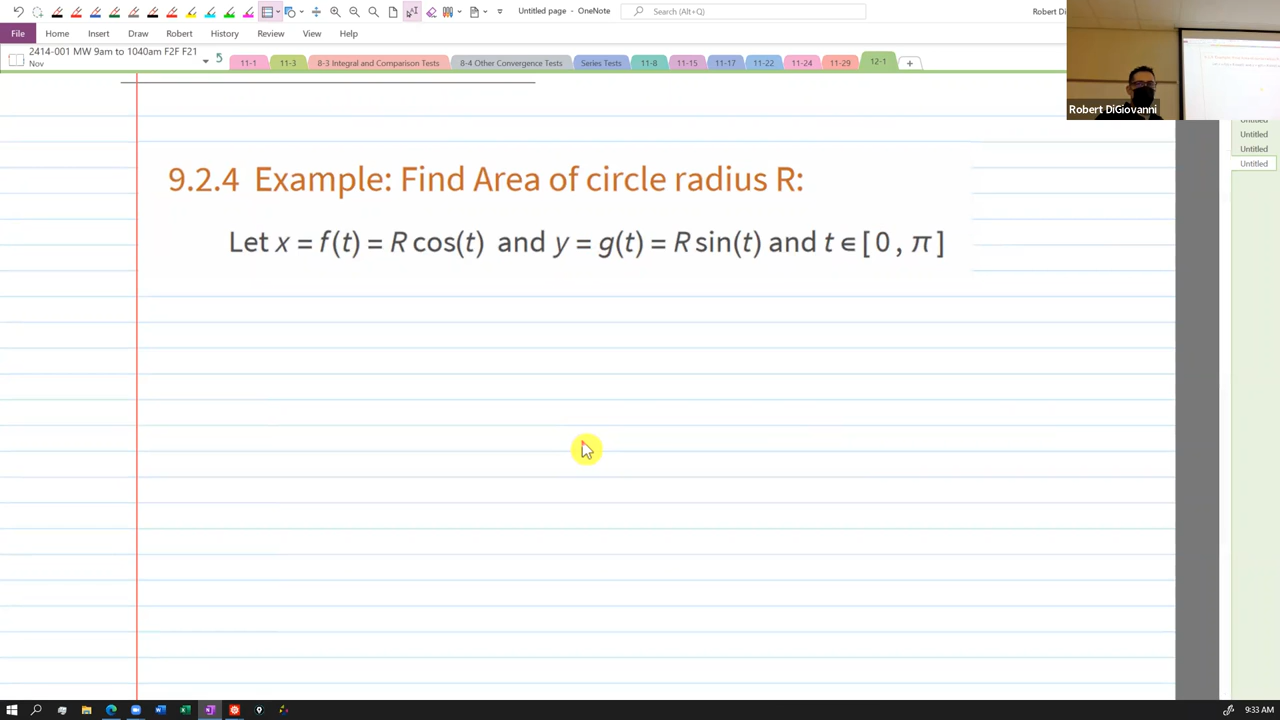 Untitled page - OneNote
Search (Alt+Q)
Robert Di
File Home Insert Draw Robert History Review View Help
2414-001 MW 9am to 1040am F2F F21
Nov
5
11-1 11-3 8-3 Integral and Comparison Tests 8-4 Other Convergence Tests Series Tests 11-8 11-15 11-17 11-22 11-24 11-29 12-1
Robert DiGiovanni
Untitled
Untitled
Untitled
Untitled
9.2.4 Example: Find Area of circle radius R:
Let x = f(t) = R cos(t) and y = g(t) = R sin(t) and t ∈ [ 0 , π ]
9:33 AM